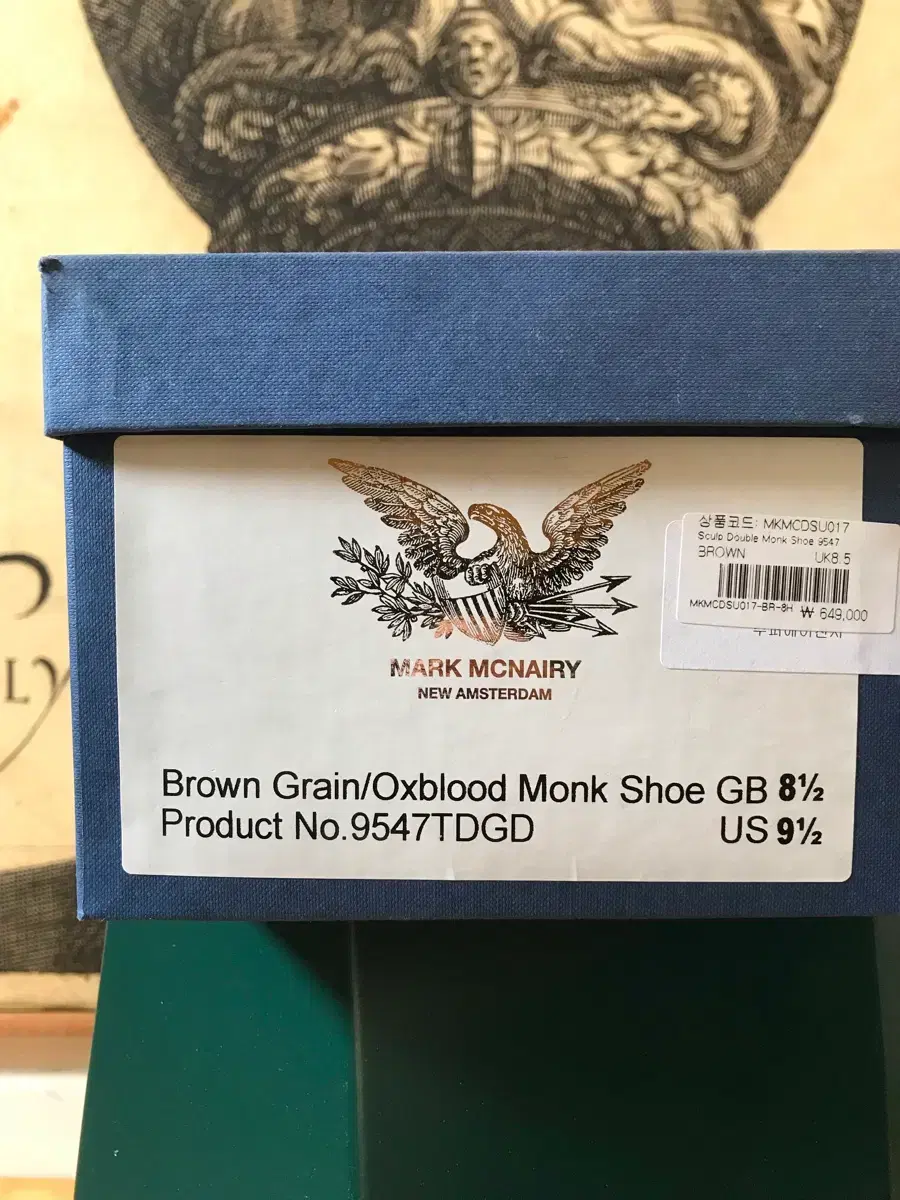 상품코드: MKMCDSU017
Sculp Double Monk Shoe 9547
BROWN UK8.5
MKMCDSU017-BR-8H ₩ 649,000
MARK MCNAIRY
NEW AMSTERDAM
LY
Brown Grain/Oxblood Monk Shoe GB 8½
Product No.9547TDGD US 9½